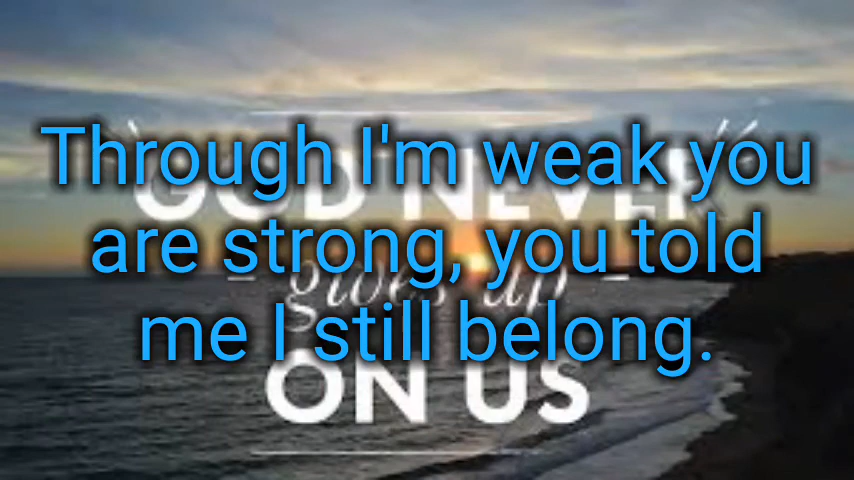 Through I'm weak you
are strong, you told
me I still belong.
GOD NEVER
gives up
ON US